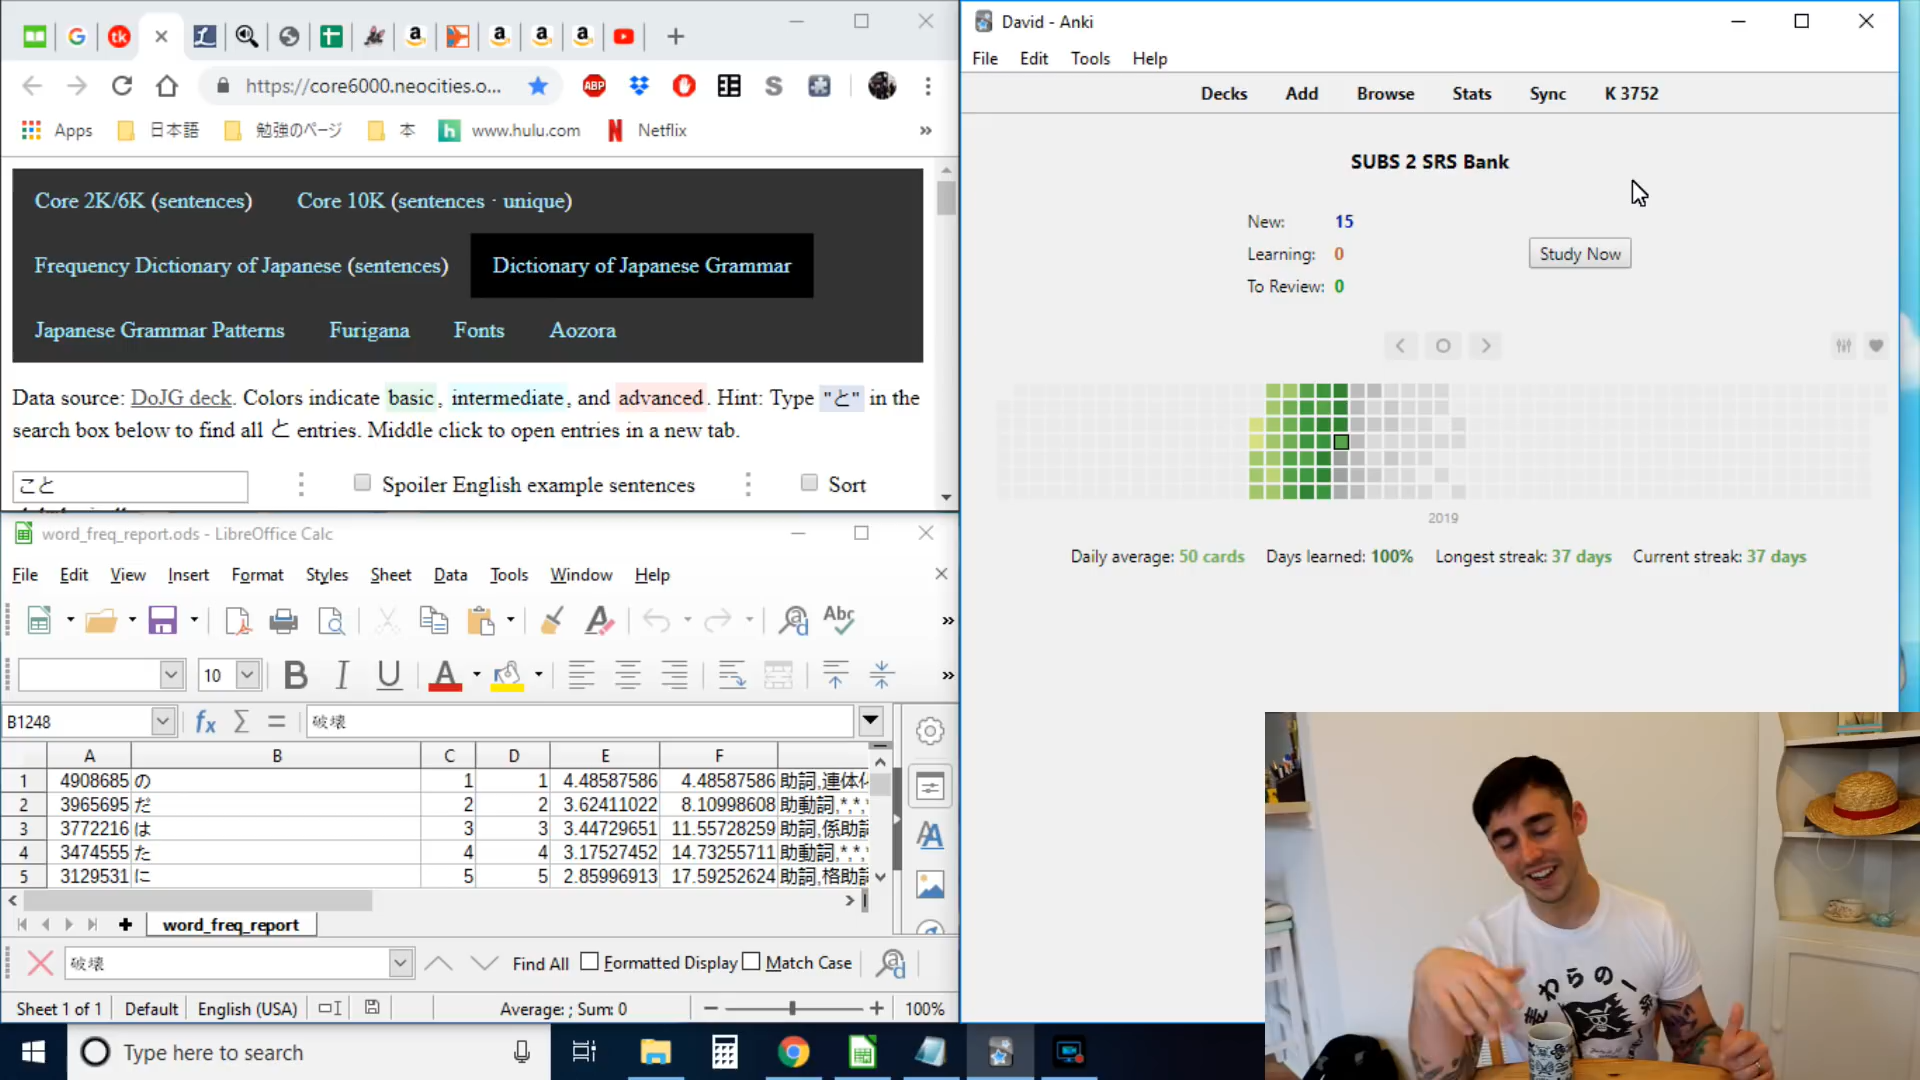 https://core6000.neocities.o...
ABP
Apps 日本語 勉強のページ 本 h www.hulu.com N Netflix »
Core 2K/6K (sentences) Core 10K (sentences · unique)
Frequency Dictionary of Japanese (sentences) Dictionary of Japanese Grammar
Japanese Grammar Patterns Furigana Fonts Aozora
Data source: DoJG deck. Colors indicate basic, intermediate, and advanced. Hint: Type "と" in the
search box below to find all と entries. Middle click to open entries in a new tab.
こと Spoiler English example sentences Sort
word_freq_report.ods - LibreOffice Calc
File Edit View Insert Format Styles Sheet Data Tools Window Help
Abc
10 B I U A
B1248 fx Σ = 破壊
A B C D E F
1 4908685 の 1 1 4.48587586 4.48587586 助詞,連体化
2 3965695 だ 2 2 3.62411022 8.10998608 助動詞,*,*,
3 3772216 は 3 3 3.44729651 11.55728259 助詞,係助詞
4 3474555 た 4 4 3.17527452 14.73255711 助動詞,*,*,
5 3129531 に 5 5 2.85996913 17.59252624 助詞,格助詞
word_freq_report
破壊 Find All Formatted Display Match Case
Sheet 1 of 1 Default English (USA) Average: ; Sum: 0 100%
Type here to search
David - Anki
File Edit Tools Help
Decks Add Browse Stats Sync K 3752
SUBS 2 SRS Bank
New: 15
Learning: 0
To Review: 0
Study Now
2019
Daily average: 50 cards Days learned: 100% Longest streak: 37 days Current streak: 37 days
わらの一